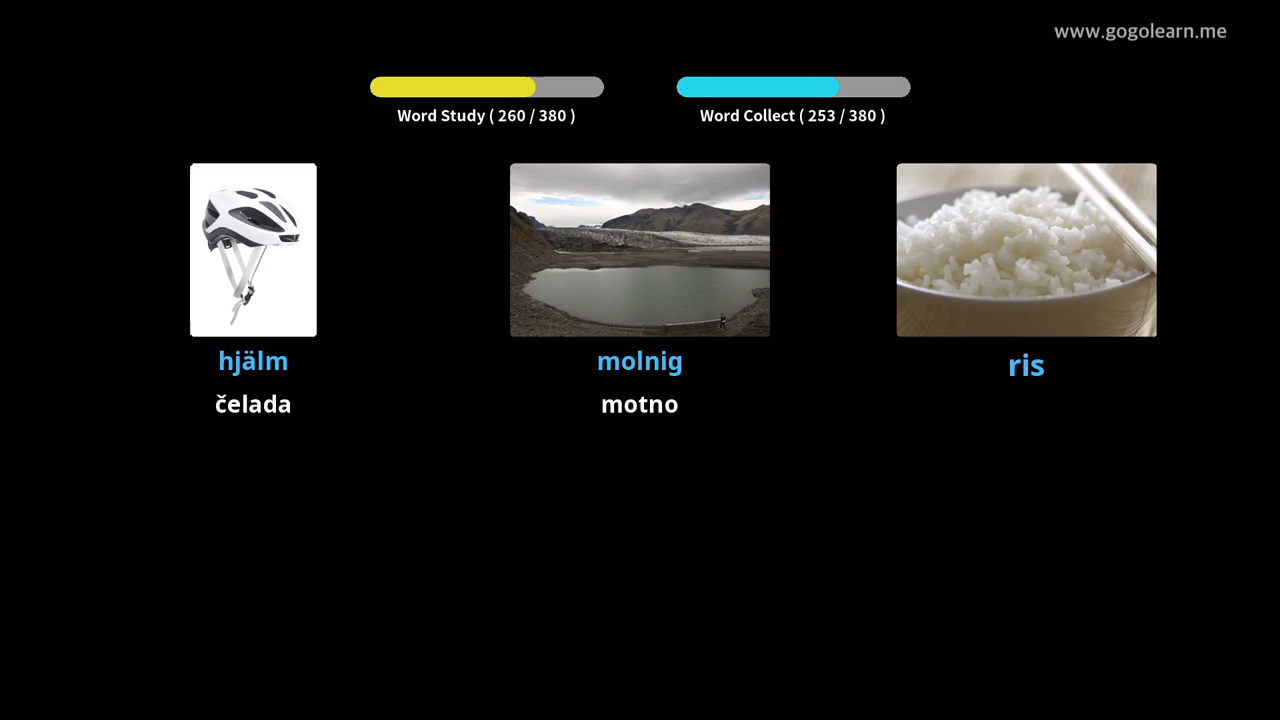 www.gogolearn.me
Word Study ( 260 / 380 )
Word Collect ( 253 / 380 )
hjälm
molnig
ris
čelada
motno